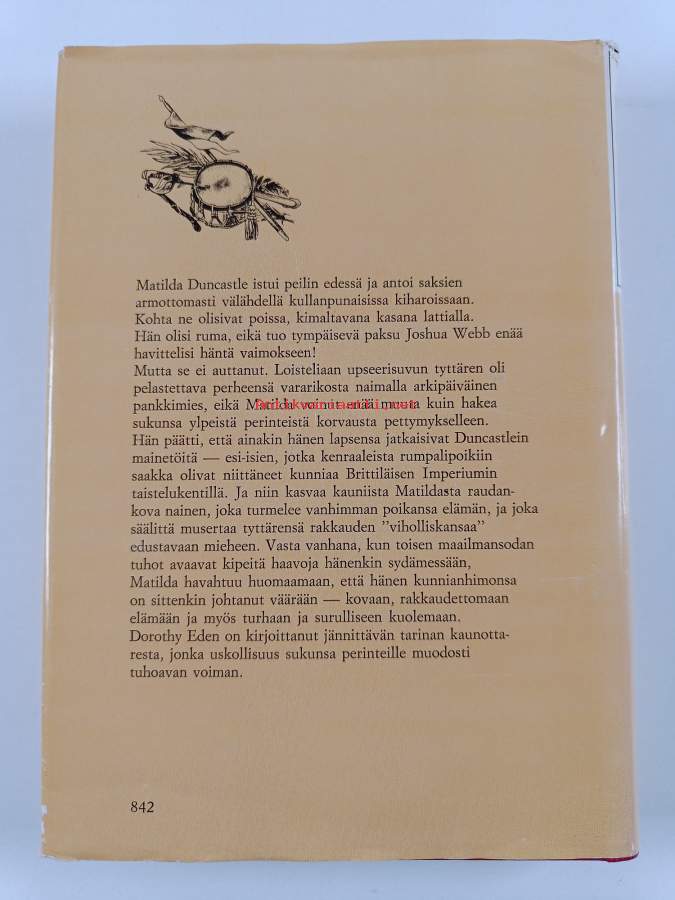 Matilda Duncastle istui peilin edessä ja antoi saksien
armottomasti välähdellä kullanpunaisissa kiharoissaan.
Kohta ne olisivat poissa, kimaltavana kasana lattialla.
Hän olisi ruma, eikä tuo tympäisevä paksu Joshua Webb enää
havittelisi häntä vaimokseen!
Mutta se ei auttanut. Loisteliaan upseerisuvun tyttären oli
pelastettava perheensä vararikosta naimalla arkipäiväinen
pankkimies, eikä Matilda voinut enää muuta kuin hakea
sukunsa ylpeistä perinteistä korvausta pettymykselleen.
Hän päätti, että ainakin hänen lapsensa jatkaisivat Duncastlein
mainetöitä — esi-isien, jotka kenraaleista rumpalipoikiin
saakka olivat niittäneet kunniaa Brittiläisen Imperiumin
taistelukentillä. Ja niin kasvaa kauniista Matildasta raudan-
kova nainen, joka turmelee vanhimman poikansa elämän, ja joka
säälittä musertaa tyttärensä rakkauden "viholliskansaa"
edustavaan mieheen. Vasta vanhana, kun toisen maailmansodan
tuhot avaavat kipeitä haavoja hänenkin sydämessään,
Matilda havahtuu huomaamaan, että hänen kunnianhimonsa
on sittenkin johtanut väärään — kovaan, rakkaudettomaan
elämään ja myös turhaan ja surulliseen kuolemaan.
Dorothy Eden on kirjoittanut jännittävän tarinan kaunotta-
resta, jonka uskollisuus sukunsa perinteille muodosti
tuhoavan voiman.
842